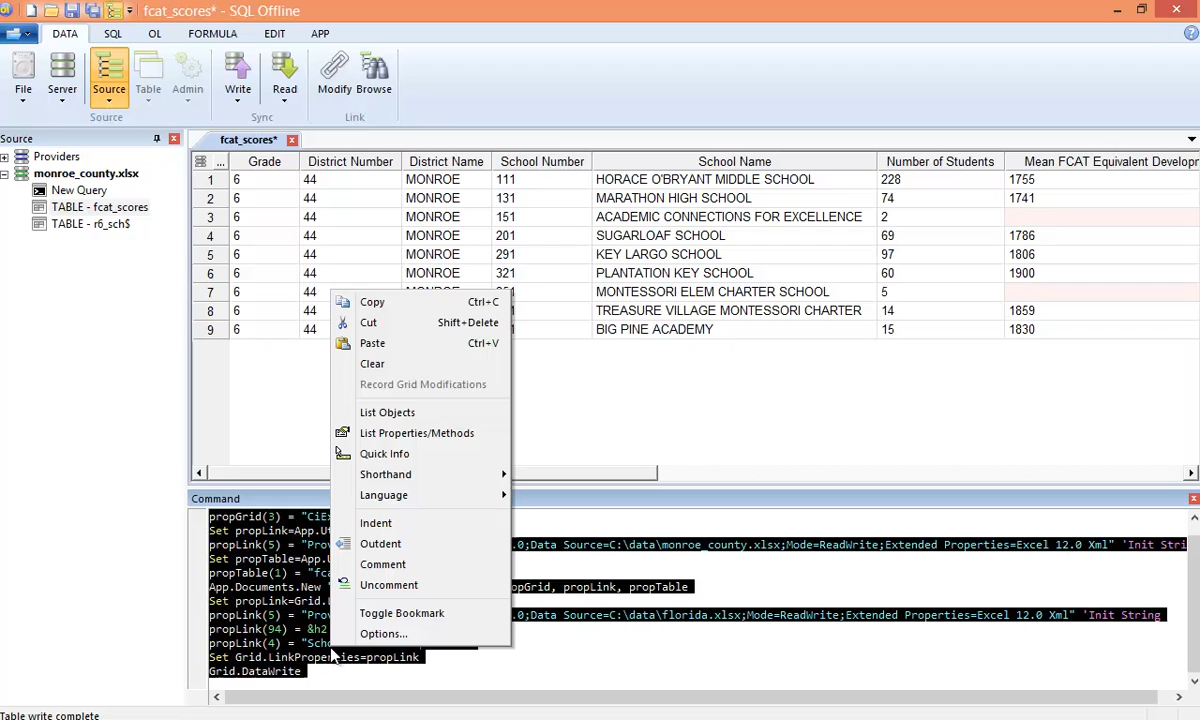 fcat_scores* - SQL Offline
DATA SQL OL FORMULA EDIT APP
File Server Source Table Admin Write Read Modify Browse
Source Sync Link
Source
fcat_scores*
Providers
monroe_county.xlsx
New Query
TABLE - fcat_scores
TABLE - r6_sch$
... Grade District Number District Name School Number School Name Number of Students Mean FCAT Equivalent Develop
1 6 44 MONROE 111 HORACE O'BRYANT MIDDLE SCHOOL 228 1755
2 6 44 MONROE 131 MARATHON HIGH SCHOOL 74 1741
3 6 44 MONROE 151 ACADEMIC CONNECTIONS FOR EXCELLENCE 2
4 6 44 MONROE 201 SUGARLOAF SCHOOL 69 1786
5 6 44 MONROE 291 KEY LARGO SCHOOL 97 1806
6 6 44 MONROE 321 PLANTATION KEY SCHOOL 60 1900
7 6 44 MONTESSORI ELEM CHARTER SCHOOL 5
8 6 44 TREASURE VILLAGE MONTESSORI CHARTER 14 1859
9 6 44 BIG PINE ACADEMY 15 1830
Copy Ctrl+C
Cut Shift+Delete
Paste Ctrl+V
Clear
Record Grid Modifications
List Objects
List Properties/Methods
Quick Info
Shorthand
Language
Indent
Outdent
Comment
Uncomment
Toggle Bookmark
Options...
Command
propGrid(3) = "CiEx
Set propLink=App.Ut
propLink(5) = "Prov .0;Data Source=C:\data\monroe_county.xlsx;Mode=ReadWrite;Extended Properties=Excel 12.0 Xml" 'Init Stri
Set propTable=App.U
propTable(1) = "fca
App.Documents.New " opGrid, propLink, propTable
Set propLink=Grid.L
propLink(5) = "Prov .0;Data Source=C:\data\florida.xlsx;Mode=ReadWrite;Extended Properties=Excel 12.0 Xml" 'Init String
propLink(94) = &h2
propLink(4) = "Scho
Set Grid.LinkProperties=propLink
Grid.DataWrite
Table write complete